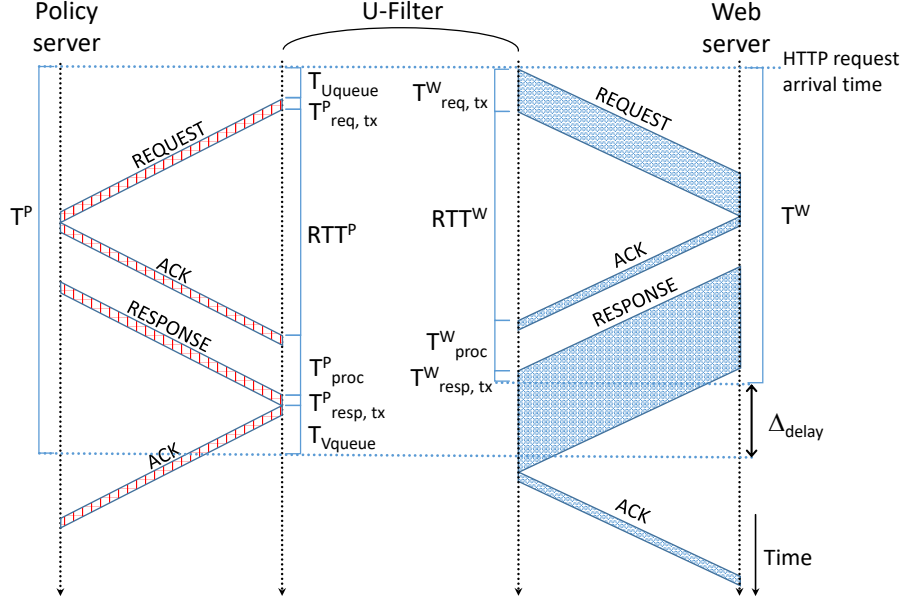 Policy
server
U-Filter
Web
server
HTTP request
arrival time
T_Uqueue
T^P_req, tx
T^W_req, tx
REQUEST
REQUEST
T^P
RTT^P
RTT^W
T^W
ACK
ACK
RESPONSE
RESPONSE
T^P_proc
T^W_proc
T^P_resp, tx
T^W_resp, tx
T_Vqueue
Δ_delay
ACK
ACK
Time